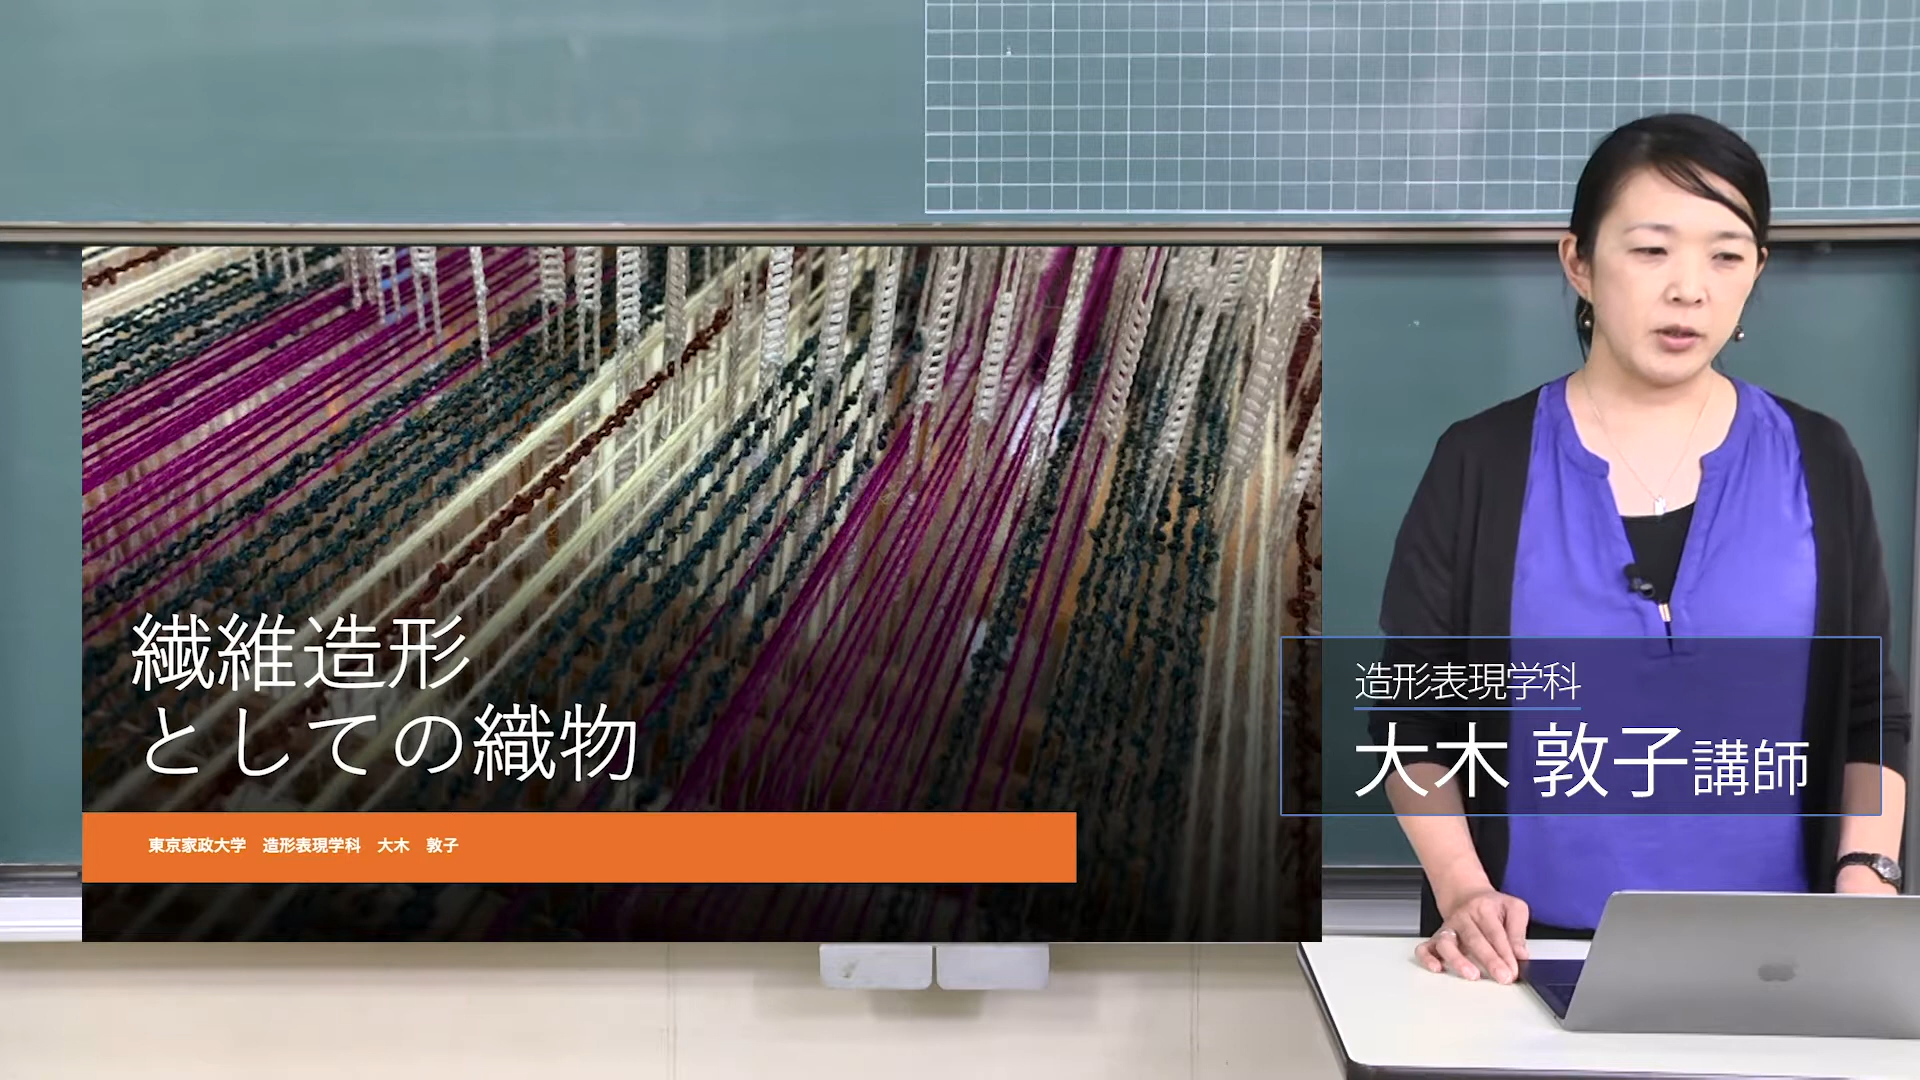 繊維造形
としての織物
東京家政大学　造形表現学科　大木　敦子
造形表現学科
大木 敦子講師